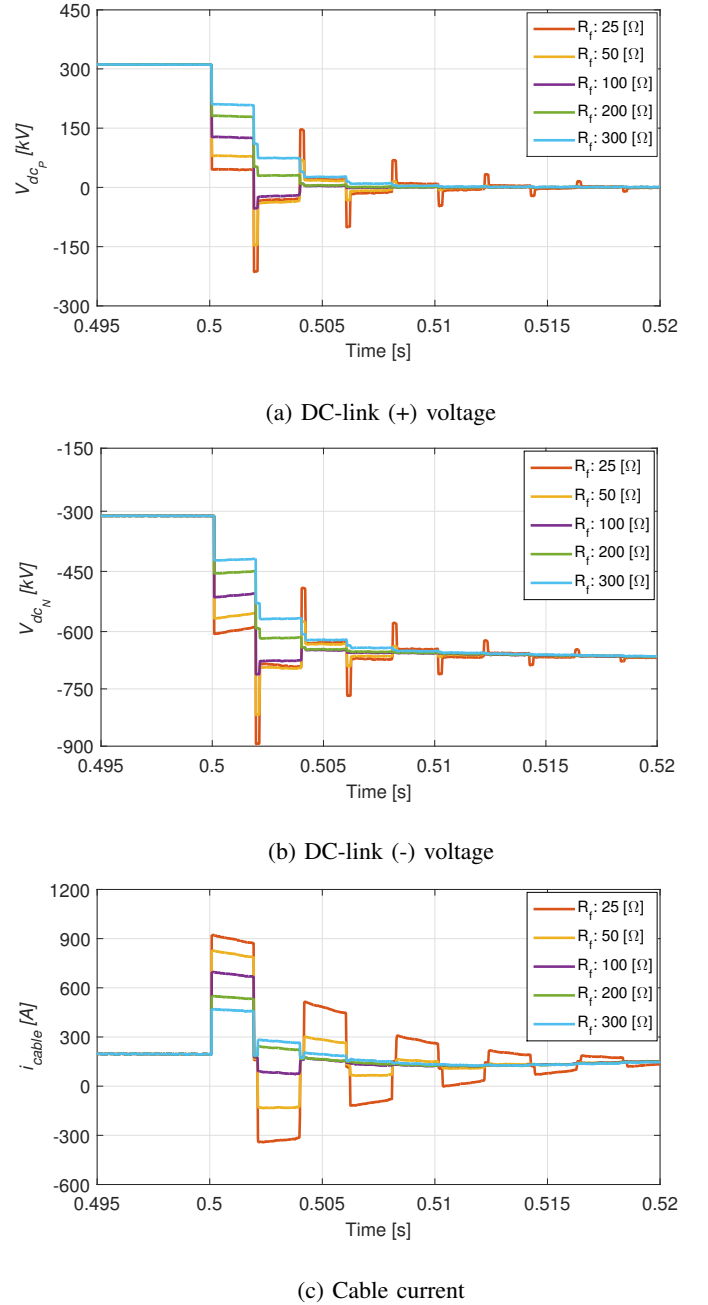 450
300
150
0
-150
-300
V_dc_P [kV]
0.495 0.5 0.505 0.51 0.515 0.52
Time [s]
R_f: 25 [Ω]
R_f: 50 [Ω]
R_f: 100 [Ω]
R_f: 200 [Ω]
R_f: 300 [Ω]
(a) DC-link (+) voltage
-150
-300
-450
-600
-750
-900
V_dc_N [kV]
0.495 0.5 0.505 0.51 0.515 0.52
Time [s]
R_f: 25 [Ω]
R_f: 50 [Ω]
R_f: 100 [Ω]
R_f: 200 [Ω]
R_f: 300 [Ω]
(b) DC-link (-) voltage
1200
900
600
300
0
-300
-600
i_cable [A]
0.495 0.5 0.505 0.51 0.515 0.52
Time [s]
R_f: 25 [Ω]
R_f: 50 [Ω]
R_f: 100 [Ω]
R_f: 200 [Ω]
R_f: 300 [Ω]
(c) Cable current